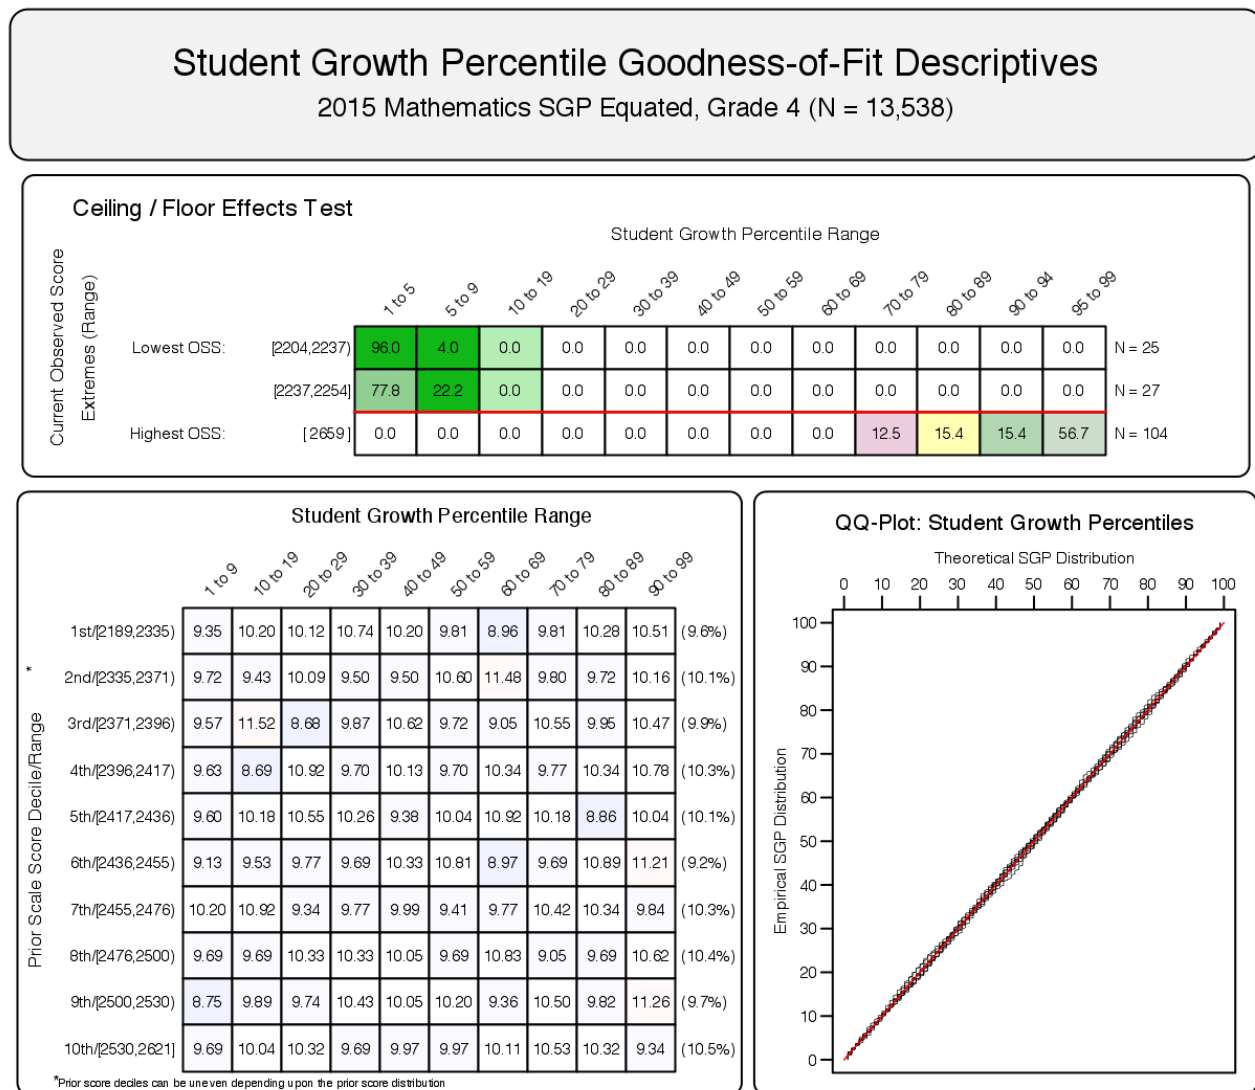 Student Growth Percentile Goodness-of-Fit Descriptives
2015 Mathematics SGP Equated, Grade 4 (N = 13,538)
Ceiling / Floor Effects Test
Student Growth Percentile Range
Current Observed Score
Extremes (Range)
1 to 5 5 to 9 10 to 19 20 to 29 30 to 39 40 to 49 50 to 59 60 to 69 70 to 79 80 to 89 90 to 94 95 to 99
Lowest OSS: [2204,2237) 96.0 4.0 0.0 0.0 0.0 0.0 0.0 0.0 0.0 0.0 0.0 0.0 N = 25
[2237,2254] 77.8 22.2 0.0 0.0 0.0 0.0 0.0 0.0 0.0 0.0 0.0 0.0 N = 27
Highest OSS: [ 2659 ] 0.0 0.0 0.0 0.0 0.0 0.0 0.0 0.0 12.5 15.4 15.4 56.7 N = 104
Student Growth Percentile Range
1 to 9 10 to 19 20 to 29 30 to 39 40 to 49 50 to 59 60 to 69 70 to 79 80 to 89 90 to 99
Prior Scale Score Decile/Range *
1st/[2189,2335) 9.35 10.20 10.12 10.74 10.20 9.81 8.96 9.81 10.28 10.51 (9.6%)
2nd/[2335,2371) 9.72 9.43 10.09 9.50 9.50 10.60 11.48 9.80 9.72 10.16 (10.1%)
3rd/[2371,2396) 9.57 11.52 8.68 9.87 10.62 9.72 9.05 10.55 9.95 10.47 (9.9%)
4th/[2396,2417) 9.63 8.69 10.92 9.70 10.13 9.70 10.34 9.77 10.34 10.78 (10.3%)
5th/[2417,2436) 9.60 10.18 10.55 10.26 9.38 10.04 10.92 10.18 8.86 10.04 (10.1%)
6th/[2436,2455) 9.13 9.53 9.77 9.69 10.33 10.81 8.97 9.69 10.89 11.21 (9.2%)
7th/[2455,2476) 10.20 10.92 9.34 9.77 9.99 9.41 9.77 10.42 10.34 9.84 (10.3%)
8th/[2476,2500) 9.69 9.69 10.33 10.33 10.05 9.69 10.83 9.05 9.69 10.62 (10.4%)
9th/[2500,2530) 8.75 9.89 9.74 10.43 10.05 10.20 9.36 10.50 9.82 11.26 (9.7%)
10th/[2530,2621] 9.69 10.04 10.32 9.69 9.97 9.97 10.11 10.53 10.32 9.34 (10.5%)
*Prior score deciles can be uneven depending upon the prior score distribution
QQ-Plot: Student Growth Percentiles
Theoretical SGP Distribution
0 10 20 30 40 50 60 70 80 90 100
Empirical SGP Distribution
100
90
80
70
60
50
40
30
20
10
0